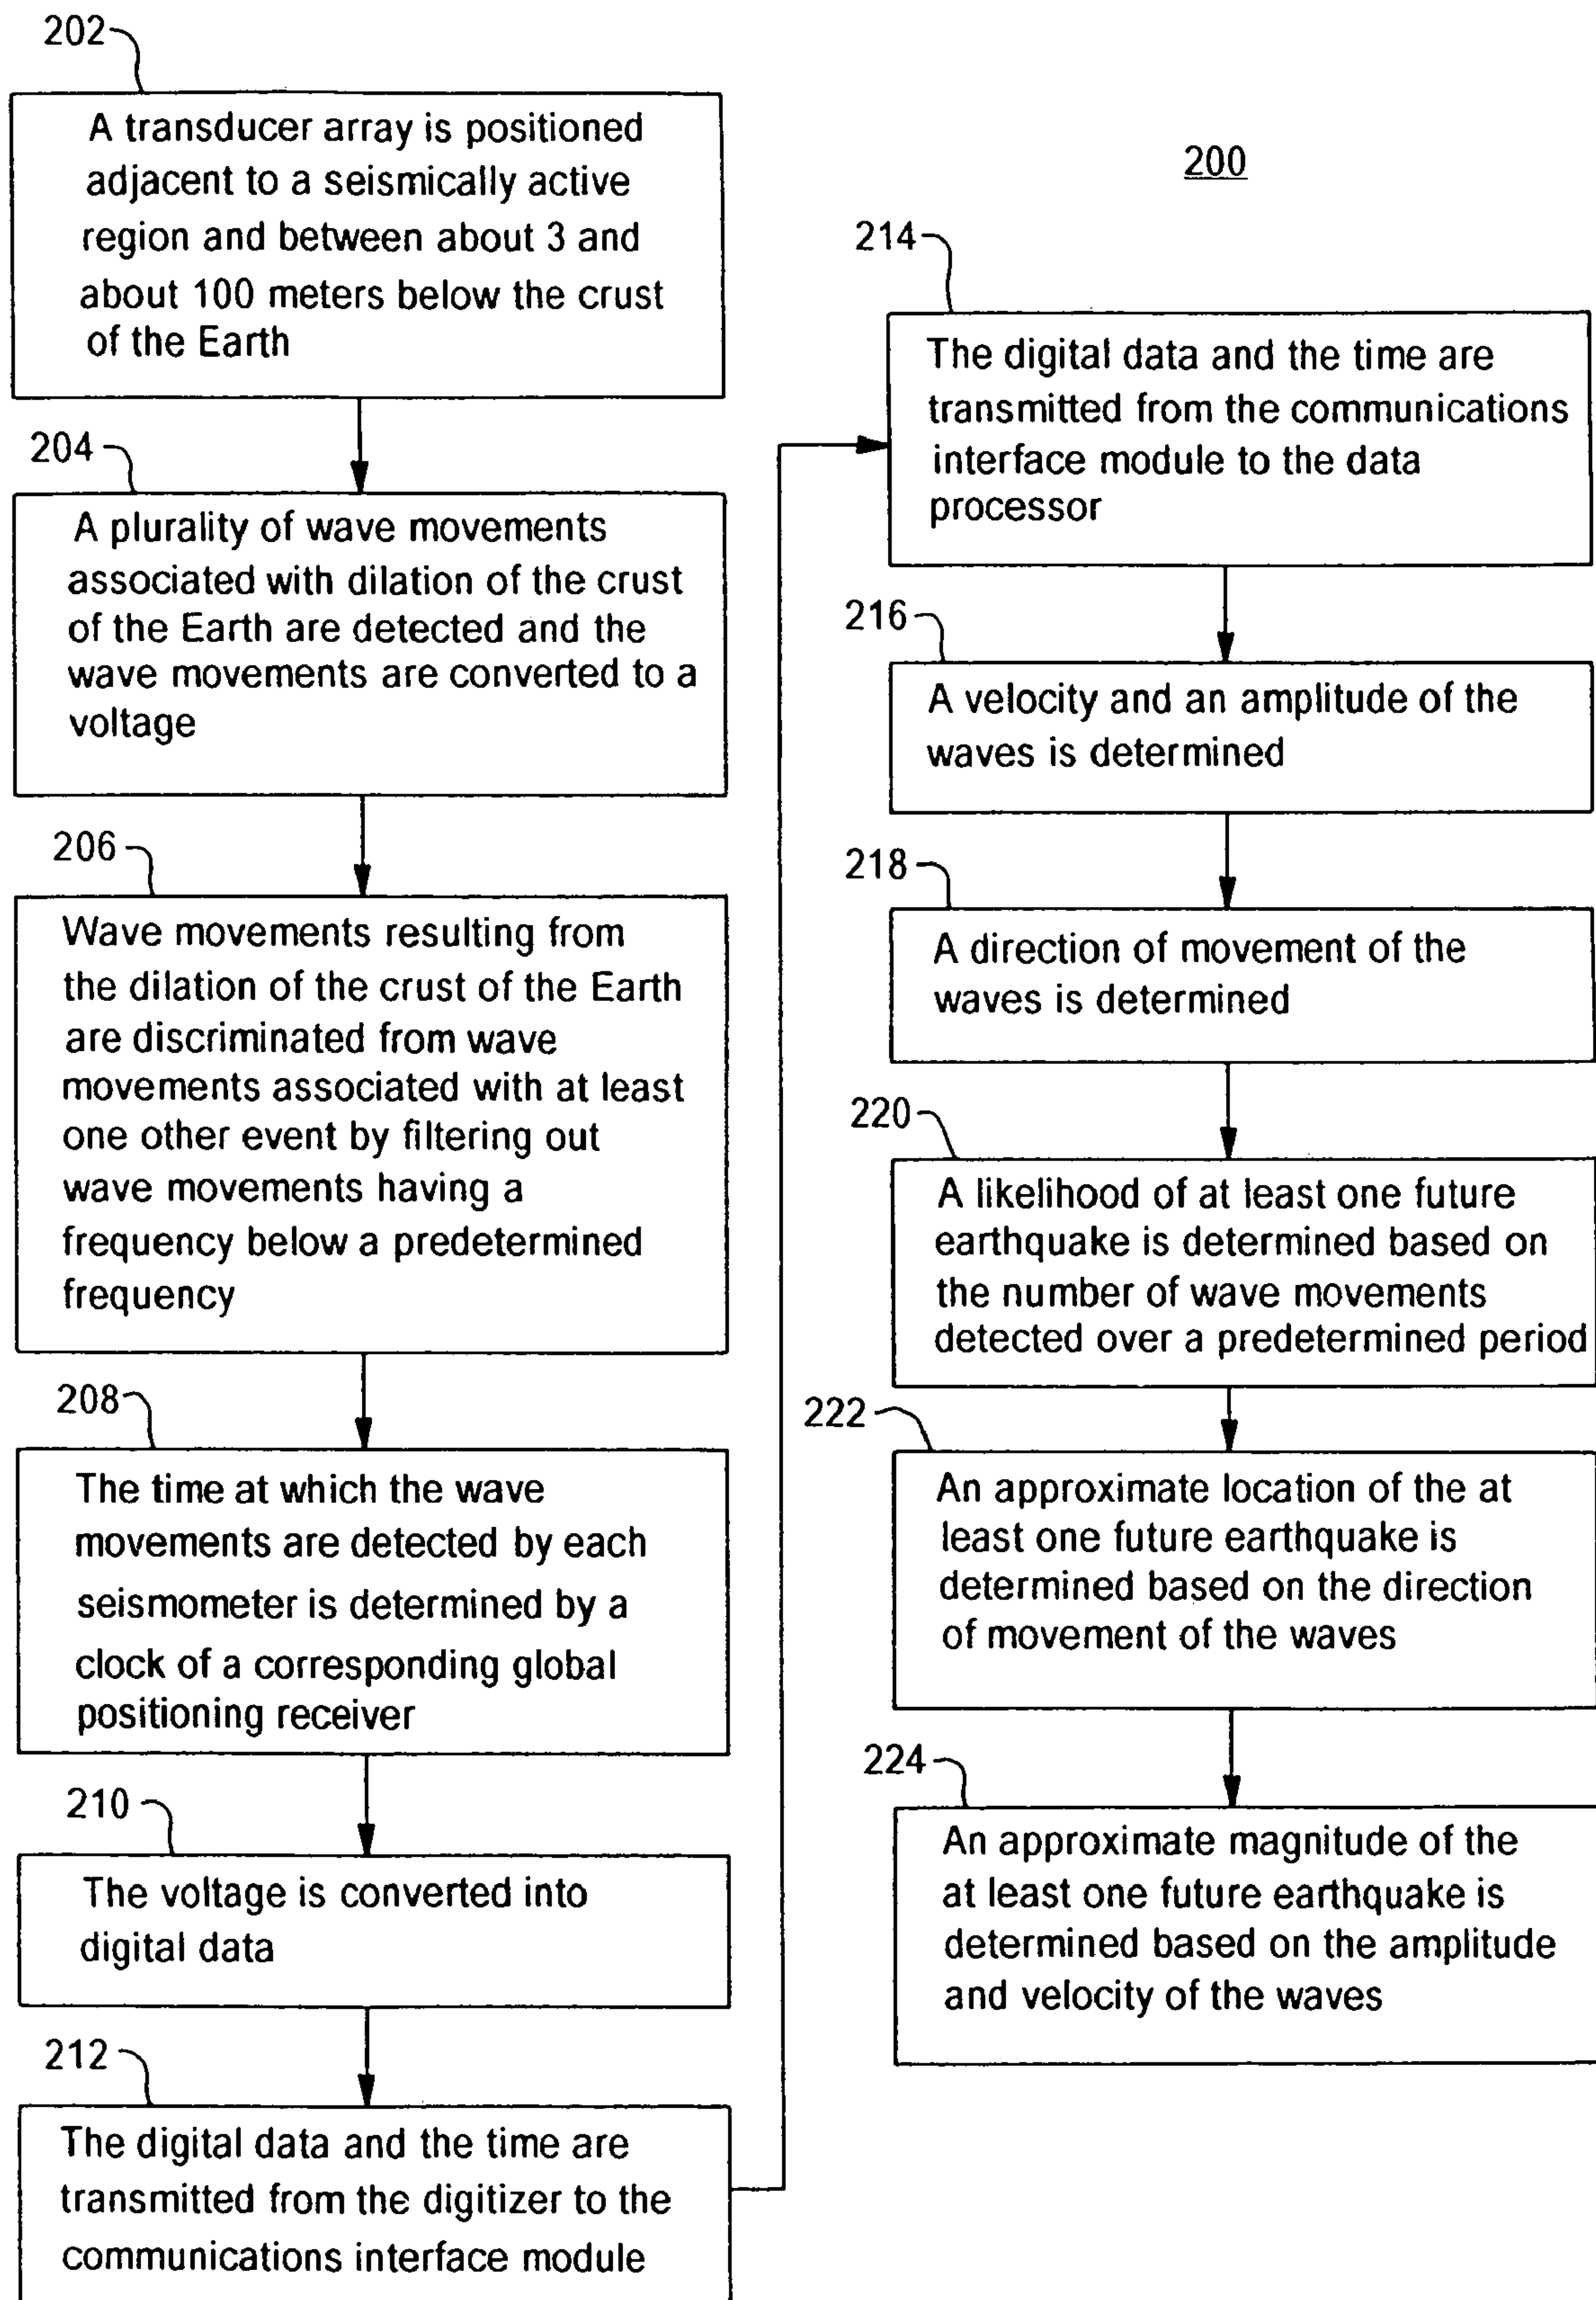 202
A transducer array is positioned
adjacent to a seismically active
region and between about 3 and
about 100 meters below the crust
of the Earth
204
A plurality of wave movements
associated with dilation of the crust
of the Earth are detected and the
wave movements are converted to a
voltage
206
Wave movements resulting from
the dilation of the crust of the Earth
are discriminated from wave
movements associated with at least
one other event by filtering out
wave movements having a
frequency below a predetermined
frequency
208
The time at which the wave
movements are detected by each
seismometer is determined by a
clock of a corresponding global
positioning receiver
210
The voltage is converted into
digital data
212
The digital data and the time are
transmitted from the digitizer to the
communications interface module
200
214
The digital data and the time are
transmitted from the communications
interface module to the data
processor
216
A velocity and an amplitude of the
waves is determined
218
A direction of movement of the
waves is determined
220
A likelihood of at least one future
earthquake is determined based on
the number of wave movements
detected over a predetermined period
222
An approximate location of the at
least one future earthquake is
determined based on the direction
of movement of the waves
224
An approximate magnitude of the
at least one future earthquake is
determined based on the amplitude
and velocity of the waves